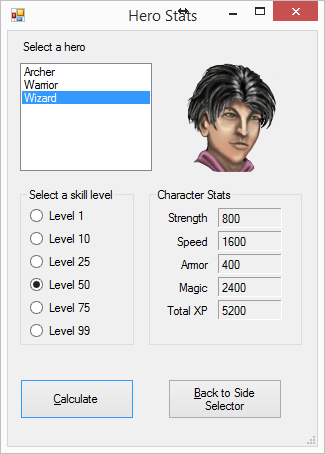 Hero Stats
Select a hero
Archer
Warrior
Wizard
Select a skill level
Level 1
Level 10
Level 25
Level 50
Level 75
Level 99
Character Stats
Strength 800
Speed 1600
Armor 400
Magic 2400
Total XP 5200
Calculate
Back to Side
Selector